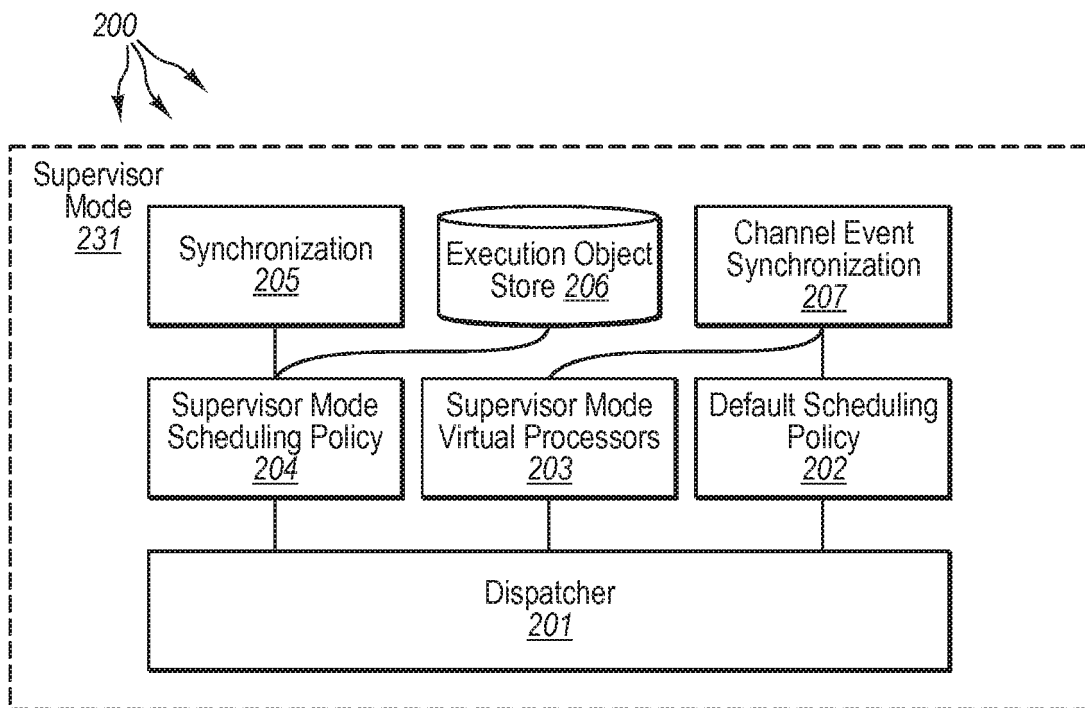 200
Supervisor
Mode
231
Synchronization
205
Execution Object
Store 206
Channel Event
Synchronization
207
Supervisor Mode
Scheduling Policy
204
Supervisor Mode
Virtual Processors
203
Default Scheduling
Policy
202
Dispatcher
201